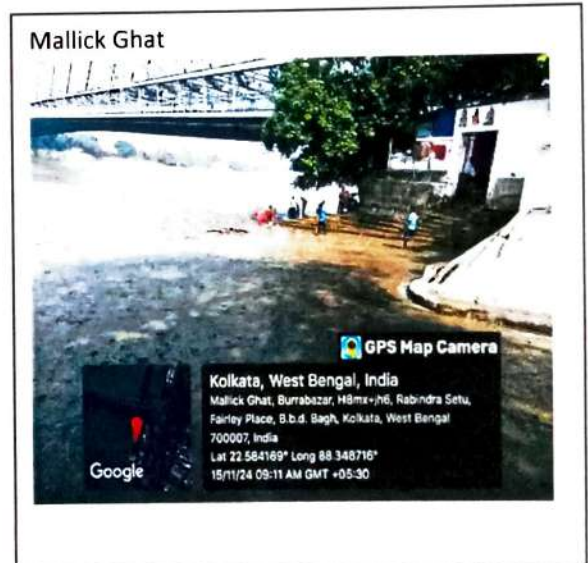 Mallick Ghat
GPS Map Camera
Kolkata, West Bengal, India
Mallick Ghat, Burrabazar, H8mx+jh6, Rabindra Setu,
Fairley Place, B.b.d. Bagh, Kolkata, West Bengal
700007, India
Lat 22.584169° Long 88.348716°
15/11/24 09:11 AM GMT +05:30
Google